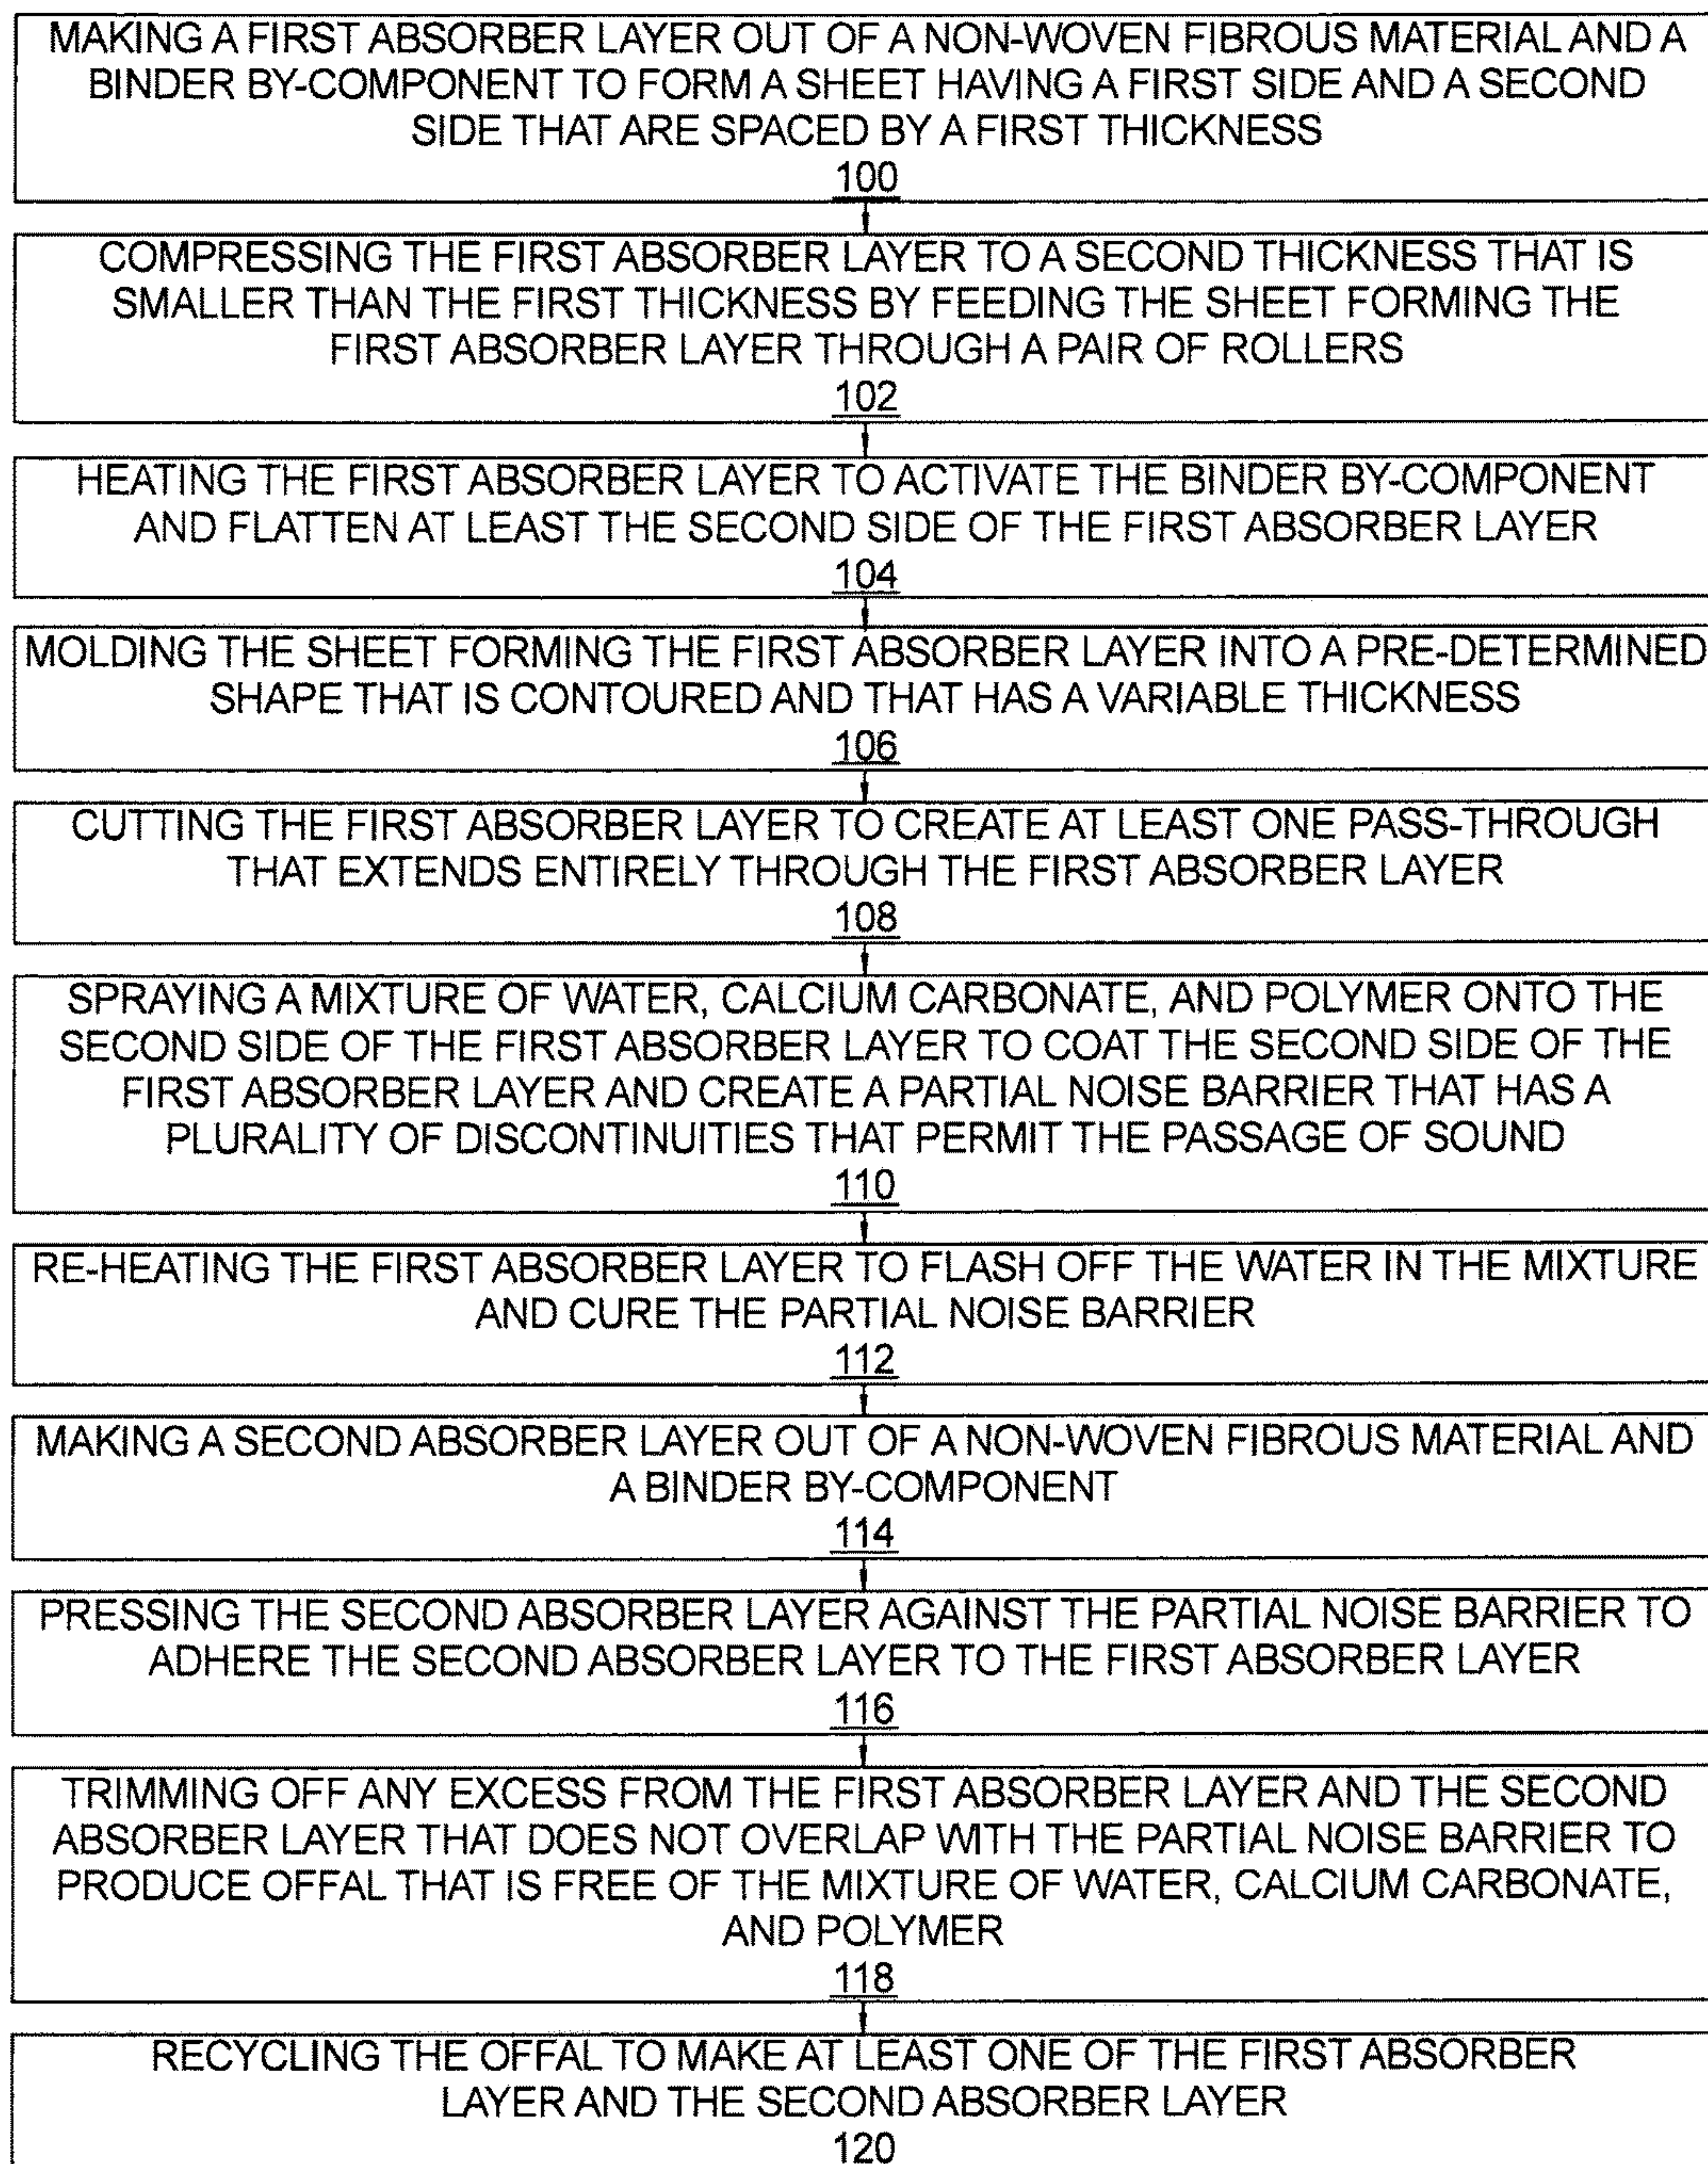 MAKING A FIRST ABSORBER LAYER OUT OF A NON-WOVEN FIBROUS MATERIAL AND A
BINDER BY-COMPONENT TO FORM A SHEET HAVING A FIRST SIDE AND A SECOND
SIDE THAT ARE SPACED BY A FIRST THICKNESS
100
COMPRESSING THE FIRST ABSORBER LAYER TO A SECOND THICKNESS THAT IS
SMALLER THAN THE FIRST THICKNESS BY FEEDING THE SHEET FORMING THE
FIRST ABSORBER LAYER THROUGH A PAIR OF ROLLERS
102
HEATING THE FIRST ABSORBER LAYER TO ACTIVATE THE BINDER BY-COMPONENT
AND FLATTEN AT LEAST THE SECOND SIDE OF THE FIRST ABSORBER LAYER
104
MOLDING THE SHEET FORMING THE FIRST ABSORBER LAYER INTO A PRE-DETERMINED
SHAPE THAT IS CONTOURED AND THAT HAS A VARIABLE THICKNESS
106
CUTTING THE FIRST ABSORBER LAYER TO CREATE AT LEAST ONE PASS-THROUGH
THAT EXTENDS ENTIRELY THROUGH THE FIRST ABSORBER LAYER
108
SPRAYING A MIXTURE OF WATER, CALCIUM CARBONATE, AND POLYMER ONTO THE
SECOND SIDE OF THE FIRST ABSORBER LAYER TO COAT THE SECOND SIDE OF THE
FIRST ABSORBER LAYER AND CREATE A PARTIAL NOISE BARRIER THAT HAS A
PLURALITY OF DISCONTINUITIES THAT PERMIT THE PASSAGE OF SOUND
110
RE-HEATING THE FIRST ABSORBER LAYER TO FLASH OFF THE WATER IN THE MIXTURE
AND CURE THE PARTIAL NOISE BARRIER
112
MAKING A SECOND ABSORBER LAYER OUT OF A NON-WOVEN FIBROUS MATERIAL AND
A BINDER BY-COMPONENT
114
PRESSING THE SECOND ABSORBER LAYER AGAINST THE PARTIAL NOISE BARRIER TO
ADHERE THE SECOND ABSORBER LAYER TO THE FIRST ABSORBER LAYER
116
TRIMMING OFF ANY EXCESS FROM THE FIRST ABSORBER LAYER AND THE SECOND
ABSORBER LAYER THAT DOES NOT OVERLAP WITH THE PARTIAL NOISE BARRIER TO
PRODUCE OFFAL THAT IS FREE OF THE MIXTURE OF WATER, CALCIUM CARBONATE,
AND POLYMER
118
RECYCLING THE OFFAL TO MAKE AT LEAST ONE OF THE FIRST ABSORBER
LAYER AND THE SECOND ABSORBER LAYER
120